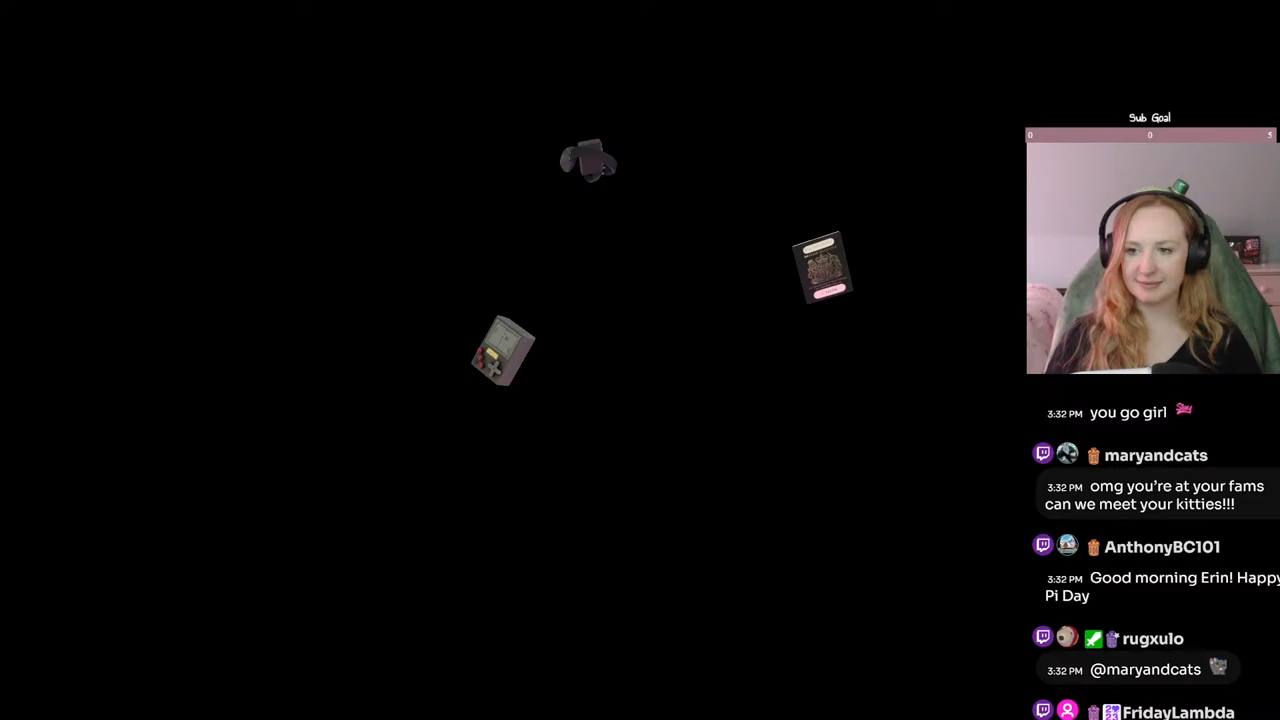 Sub Goal
0 0 5
3:32 PM you go girl
maryandcats
3:32 PM omg you're at your fams
can we meet your kitties!!!
AnthonyBC101
3:32 PM Good morning Erin! Happy
Pi Day
rugxulo
3:32 PM @maryandcats
FridayLambda